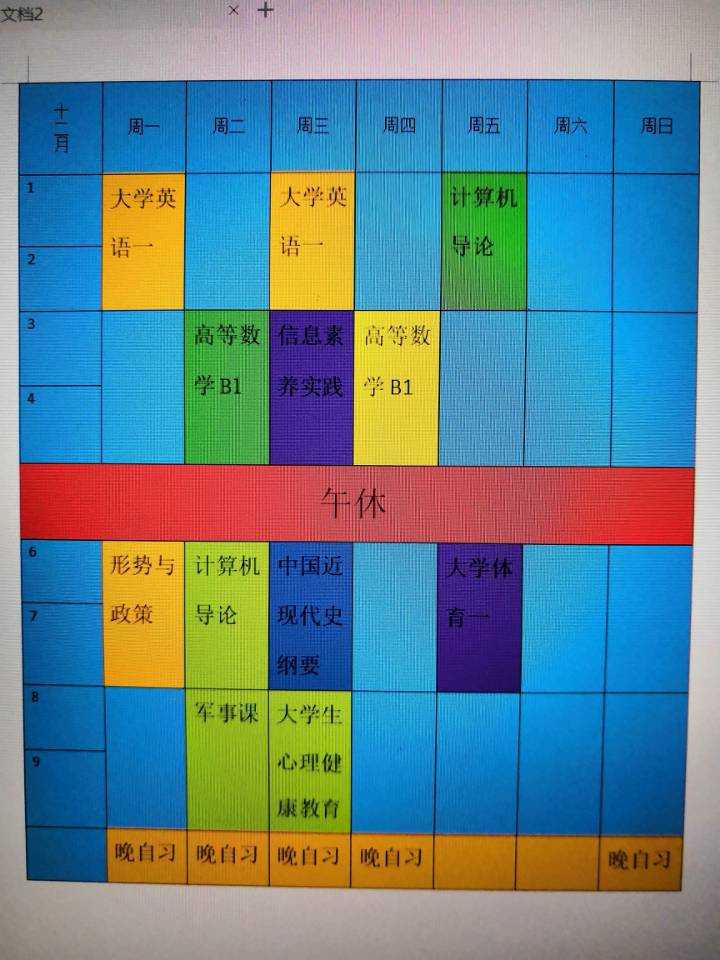 文档2 × +
十二月 周一 周二 周三 周四 周五 周六 周日
1 大学英 大学英 计算机
2 语一 语一 导论
3 高等数 信息素 高等数
4 学B1 养实践 学B1
午休
6 形势与 计算机 中国近 大学体
7 政策 导论 现代史 育一
纲要
8 军事课 大学生
9 心理健
康教育
晚自习 晚自习 晚自习 晚自习 晚自习